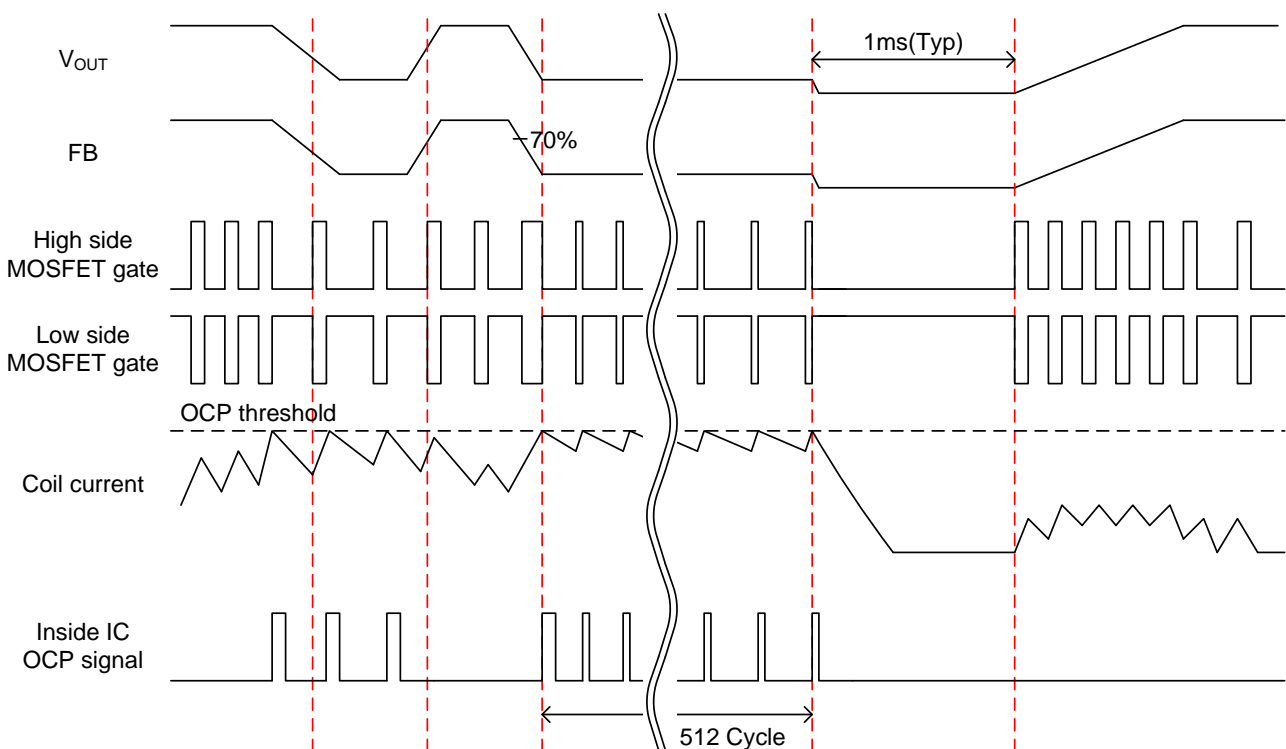 V_OUT
1ms(Typ)
FB
70%
High side
MOSFET gate
Low side
MOSFET gate
OCP threshold
Coil current
Inside IC
OCP signal
512 Cycle